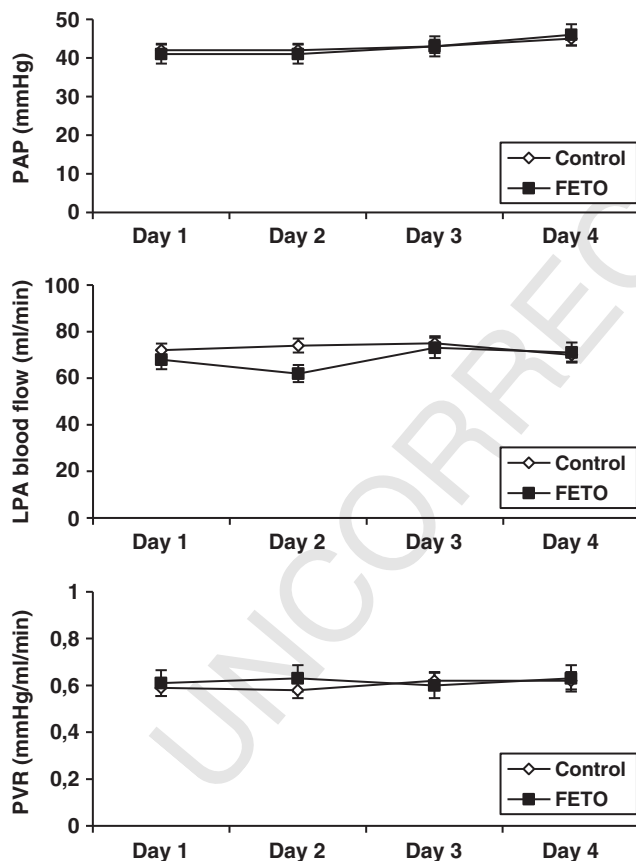 50
40
30
20
10
0
PAP (mmHg)
Control
FETO
Day 1 Day 2 Day 3 Day 4
100
80
60
40
20
0
LPA blood flow (ml/min)
Control
FETO
Day 1 Day 2 Day 3 Day 4
1
0,8
0,6
0,4
0,2
0
PVR (mmHg/ml/min)
Control
FETO
Day 1 Day 2 Day 3 Day 4
UNCORREC